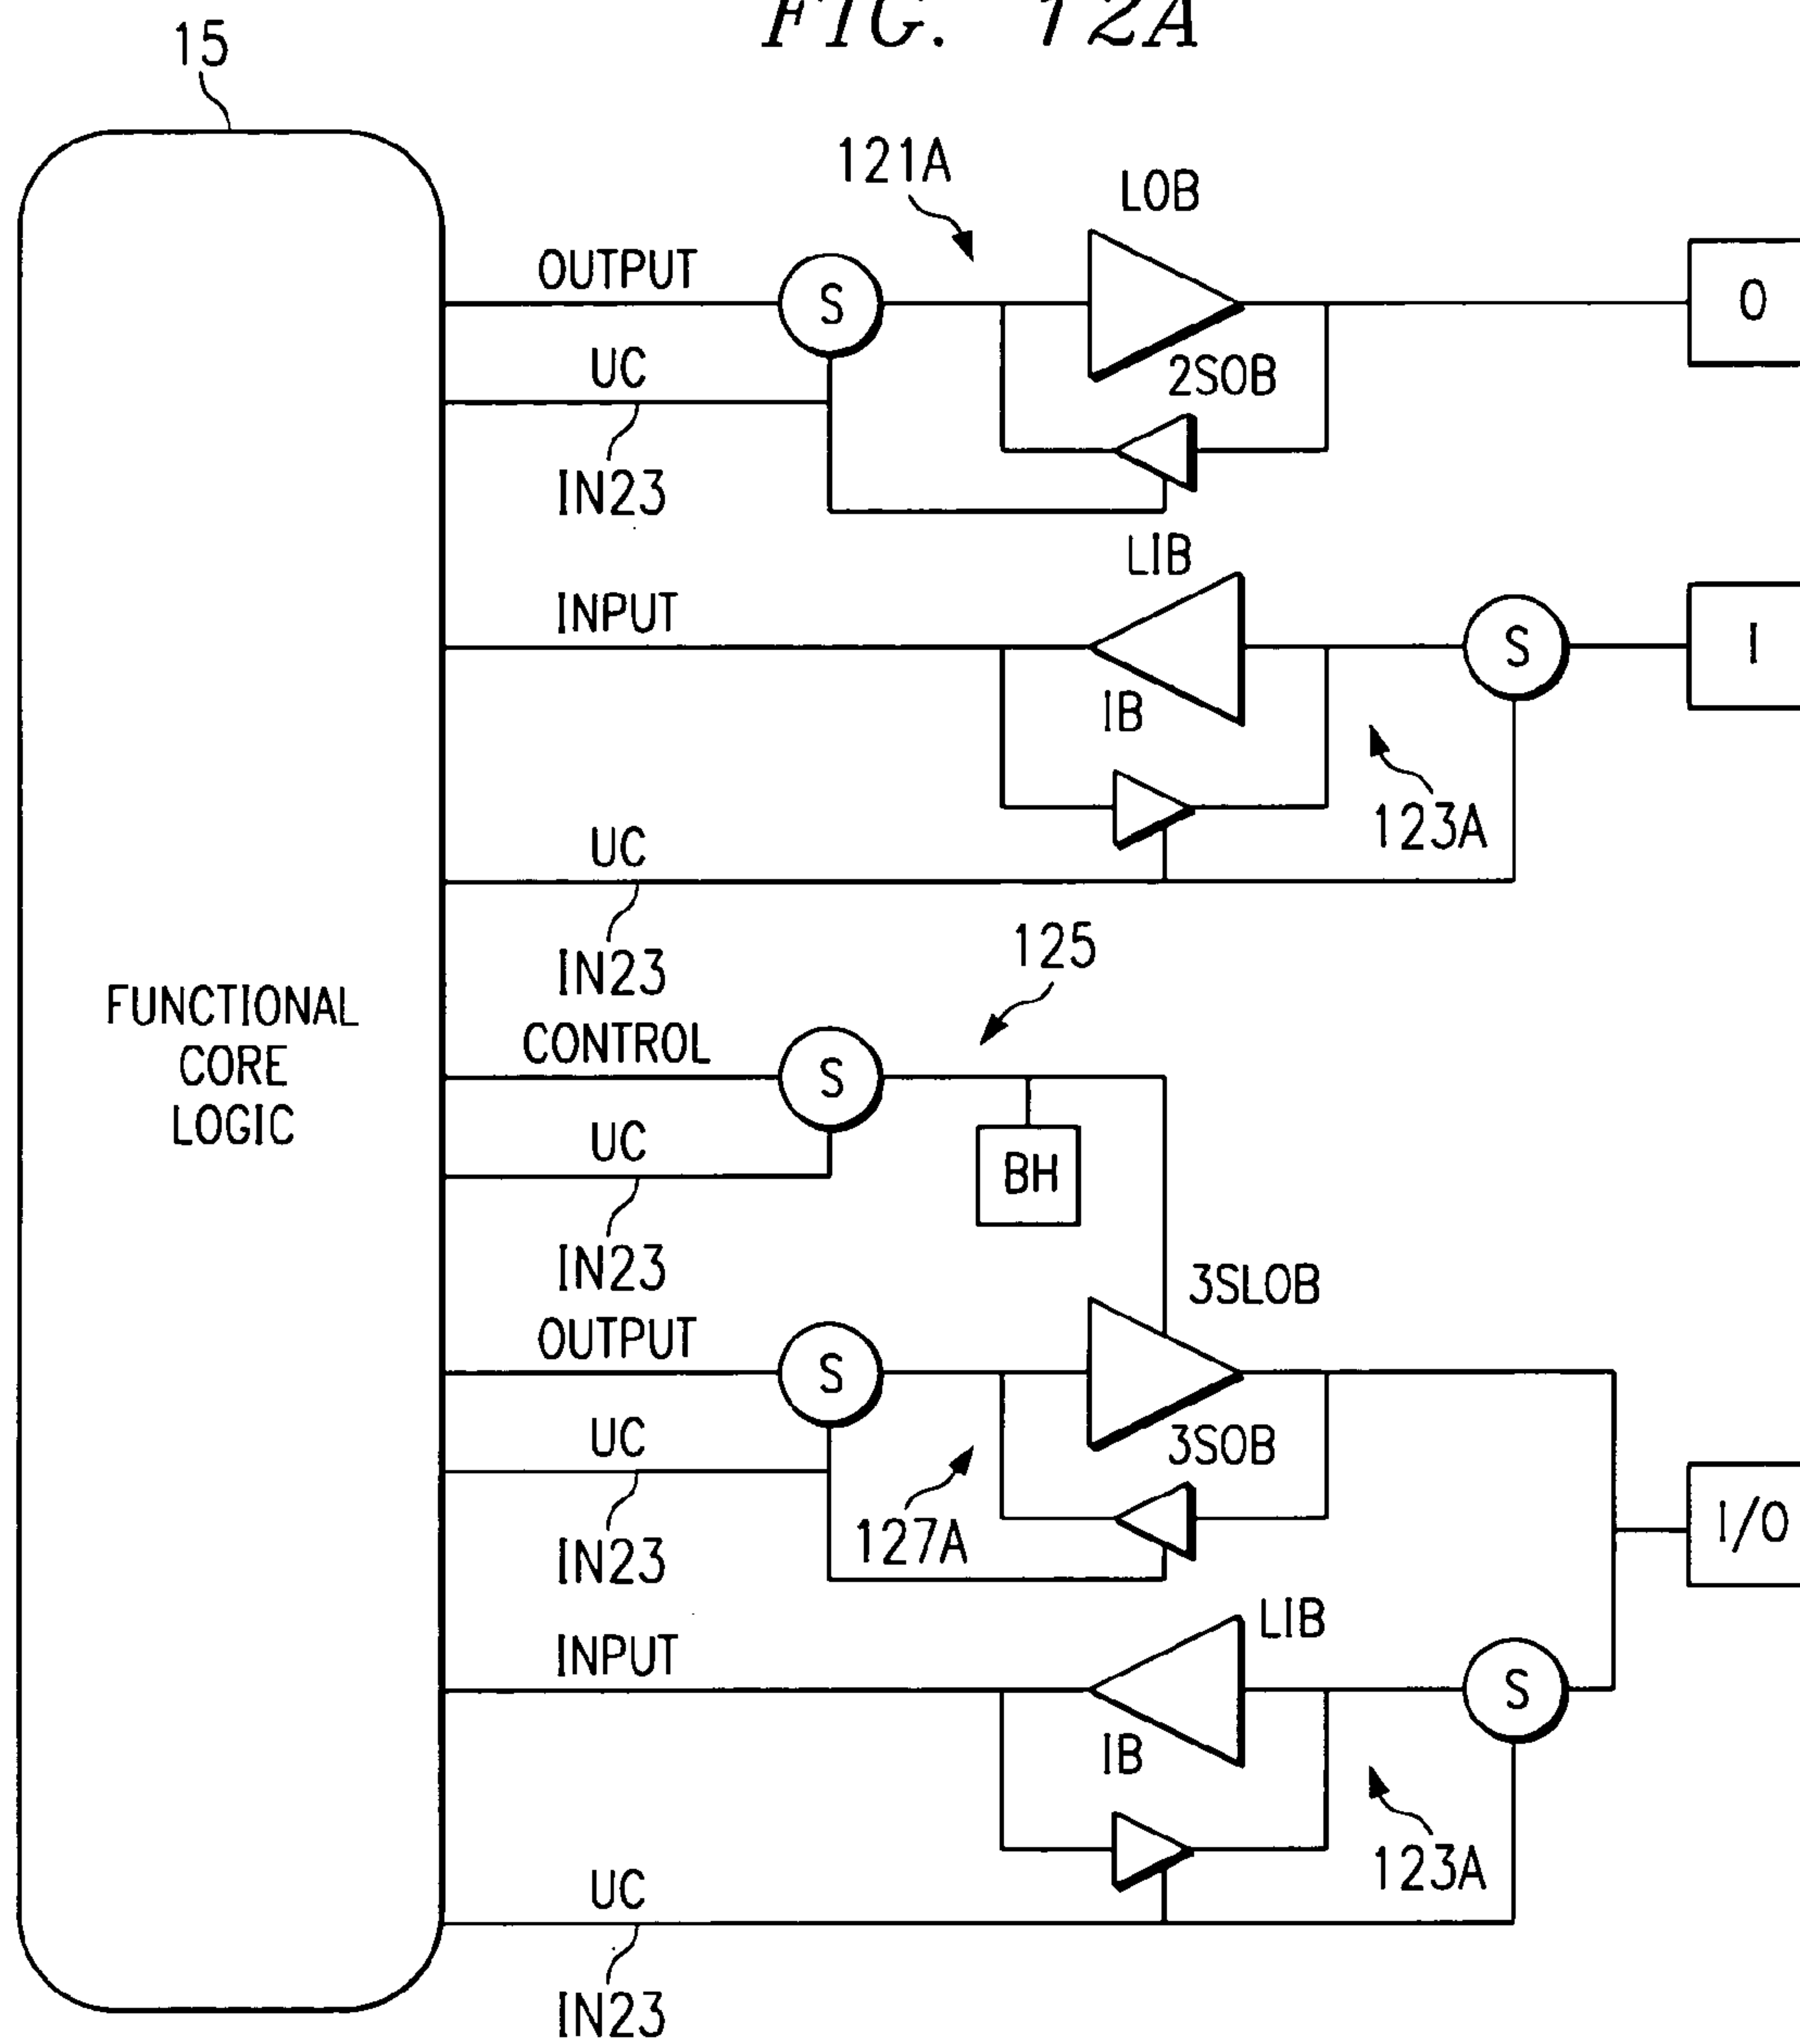 FIG. 12A
15
121A
LOB
OUTPUT
S
O
UC
2SOB
IN23
LIB
INPUT
S
I
IB
123A
UC
IN23
125
FUNCTIONAL
CORE
LOGIC
CONTROL
S
UC
BH
IN23
3SLOB
OUTPUT
S
UC
3SOB
I/O
127A
IN23
LIB
INPUT
S
IB
123A
UC
IN23